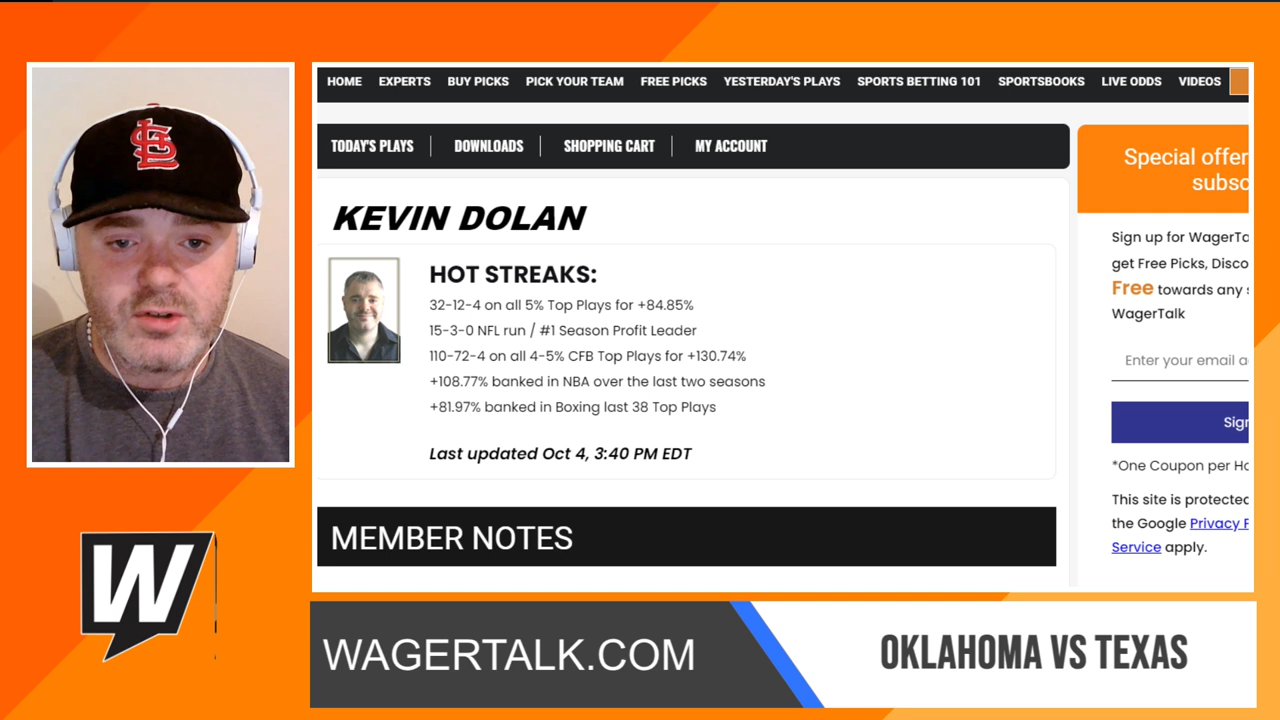 HOME EXPERTS BUY PICKS PICK YOUR TEAM FREE PICKS YESTERDAY'S PLAYS SPORTS BETTING 101 SPORTSBOOKS LIVE ODDS VIDEOS
TODAY'S PLAYS DOWNLOADS SHOPPING CART MY ACCOUNT
KEVIN DOLAN
HOT STREAKS:
32-12-4 on all 5% Top Plays for +84.85%
15-3-0 NFL run / #1 Season Profit Leader
110-72-4 on all 4-5% CFB Top Plays for +130.74%
+108.77% banked in NBA over the last two seasons
+81.97% banked in Boxing last 38 Top Plays
Last updated Oct 4, 3:40 PM EDT
MEMBER NOTES
Special offer
subsc
Sign up for WagerTa
get Free Picks, Disco
Free towards any s
WagerTalk
Enter your email a
Sign
*One Coupon per Ho
This site is protected
the Google Privacy P
Service apply.
StL
W
WAGERTALK.COM
OKLAHOMA VS TEXAS